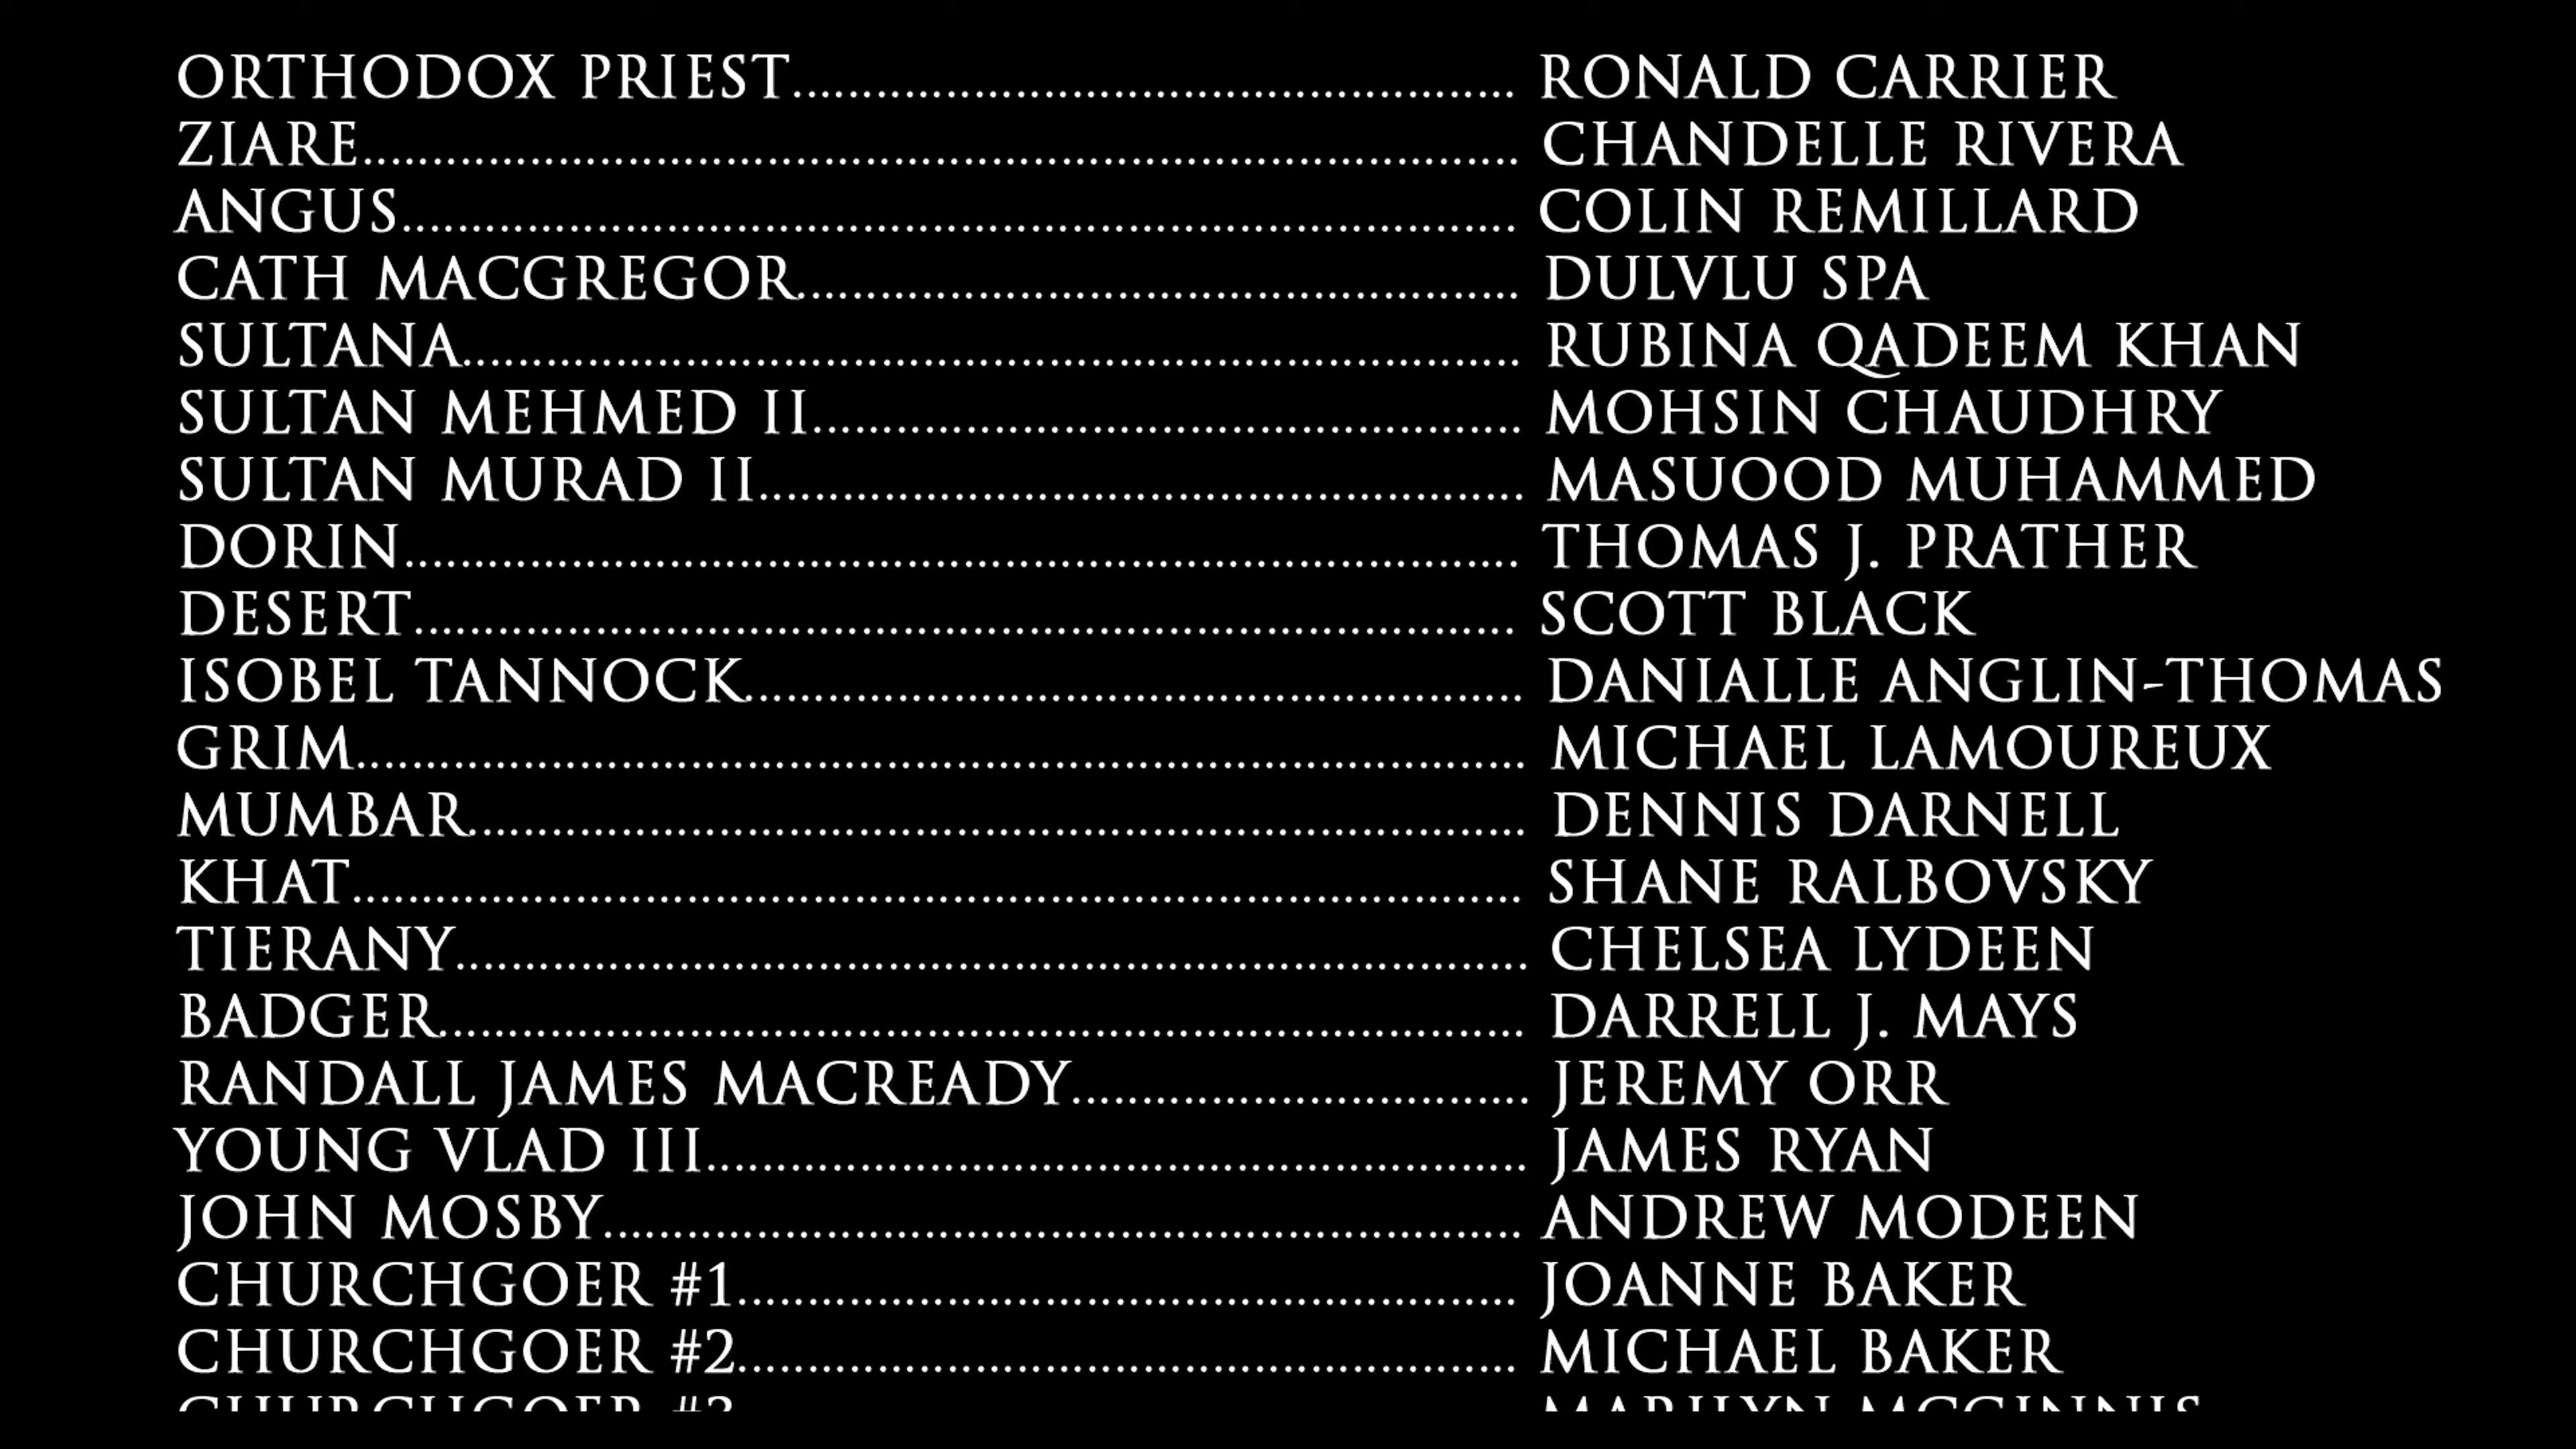 ORTHODOX PRIEST.................................................... RONALD CARRIER
ZIARE................................................................................... CHANDELLE RIVERA
ANGUS................................................................................ COLIN REMILLARD
CATH MACGREGOR.................................................... DULVLU SPA
SULTANA............................................................................ RUBINA QADEEM KHAN
SULTAN MEHMED II................................................... MOHSIN CHAUDHRY
SULTAN MURAD II....................................................... MASUOOD MUHAMMED
DORIN................................................................................ THOMAS J. PRATHER
DESERT............................................................................... SCOTT BLACK
ISOBEL TANNOCK........................................................ DANIALLE ANGLIN-THOMAS
GRIM.................................................................................... MICHAEL LAMOUREUX
MUMBAR............................................................................ DENNIS DARNELL
KHAT.................................................................................... SHANE RALBOVSKY
TIERANY............................................................................. CHELSEA LYDEEN
BADGER.............................................................................. DARRELL J. MAYS
RANDALL JAMES MACREADY................................. JEREMY ORR
YOUNG VLAD III........................................................... JAMES RYAN
JOHN MOSBY.................................................................. ANDREW MODEEN
CHURCHGOER #1........................................................ JOANNE BAKER
CHURCHGOER #2........................................................ MICHAEL BAKER
CHURCHGOER #3 MARILYN MCGINNIS